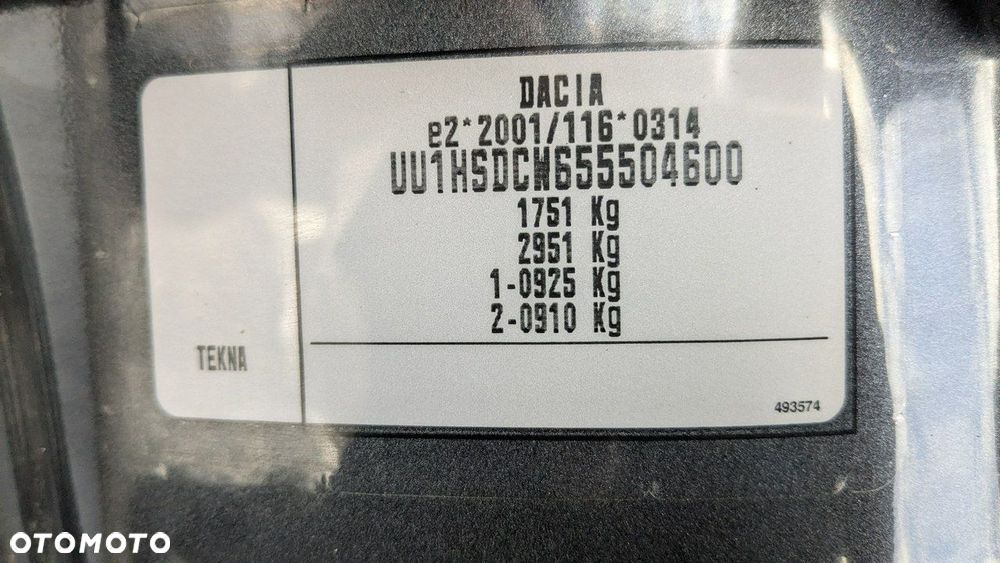 DACIA
e2*2001/116*0314
UU1HSDCW655504600
1751 Kg
2951 Kg
1-0925 Kg
2-0910 Kg
TEKNA
493574
OTOMOTO